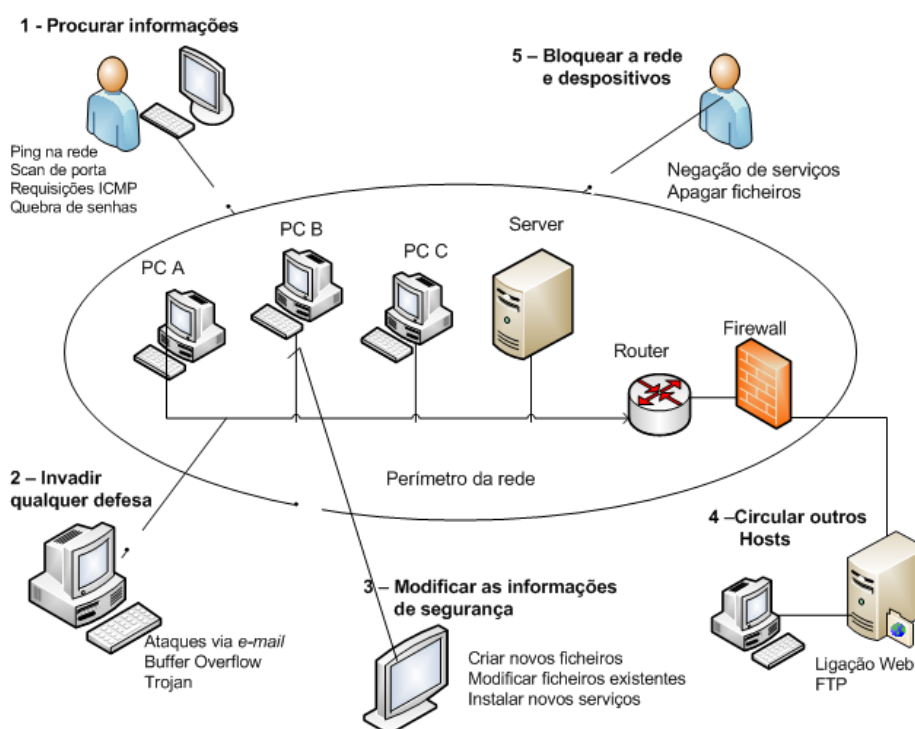 1 - Procurar informações
Ping na rede
Scan de porta
Requisições ICMP
Quebra de senhas
5 – Bloquear a rede
e despositivos
Negação de serviços
Apagar ficheiros
PC A
PC B
PC C
Server
Router
Firewall
Perímetro da rede
2 – Invadir
qualquer defesa
Ataques via e-mail
Buffer Overflow
Trojan
3 – Modificar as informações
de segurança
Criar novos ficheiros
Modificar ficheiros existentes
Instalar novos serviços
4 –Circular outros
Hosts
Ligação Web
FTP